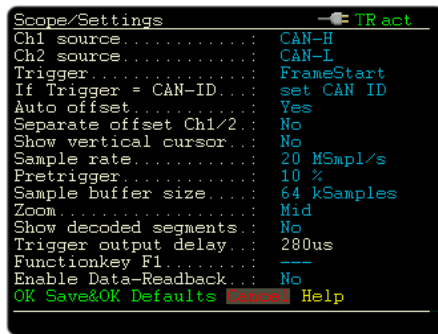 Scope/Settings TR act
Ch1 source..............: CAN-H
Ch2 source..............: CAN-L
Trigger.................: FrameStart
If Trigger = CAN-ID...: set CAN ID
Auto offset.............: Yes
Separate offset Ch1/2.: No
Show vertical cursor..: No
Sample rate.............: 20 MSmpl/s
Pretrigger..............: 10 %
Sample buffer size....: 64 kSamples
Zoom....................: Mid
Show decoded segments.: No
Trigger output delay..: 280us
Functionkey F1..........: ---
Enable Data-Readback..: No
OK Save&OK Defaults Cancel Help